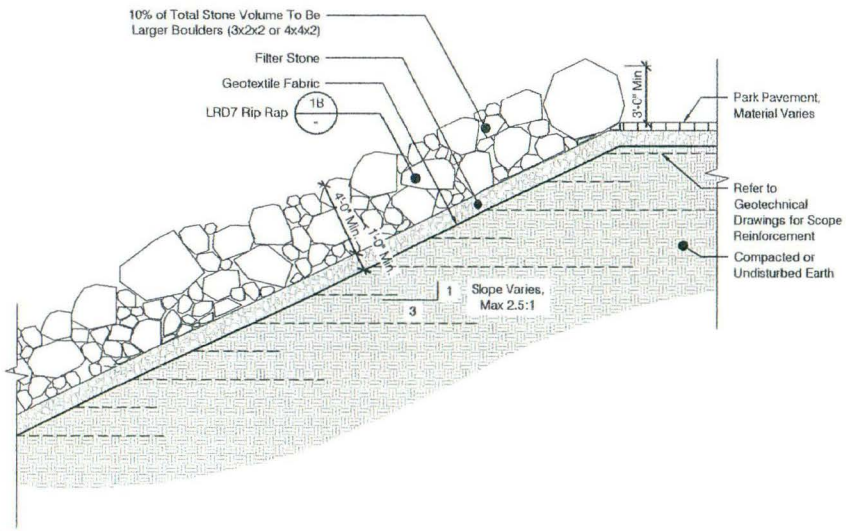 10% of Total Stone Volume To Be
Larger Boulders (3x2x2 or 4x4x2)
Filter Stone
Geotextile Fabric
LRD7 Rip Rap
1B
-
3'-0" Min
Park Pavement,
Material Varies
Refer to
Geotechnical
Drawings for Scope
Reinforcement
Compacted or
Undisturbed Earth
4'-0" Min.
1'-0" Min
1
3
Slope Varies,
Max 2.5:1